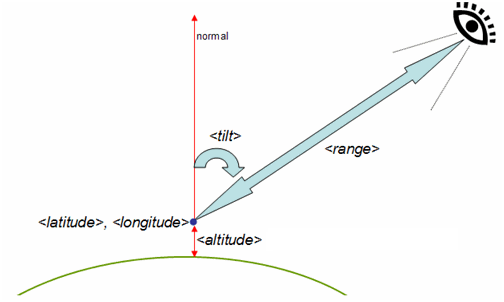 normal
<tilt>
<range>
<latitude>, <longitude>
<altitude>